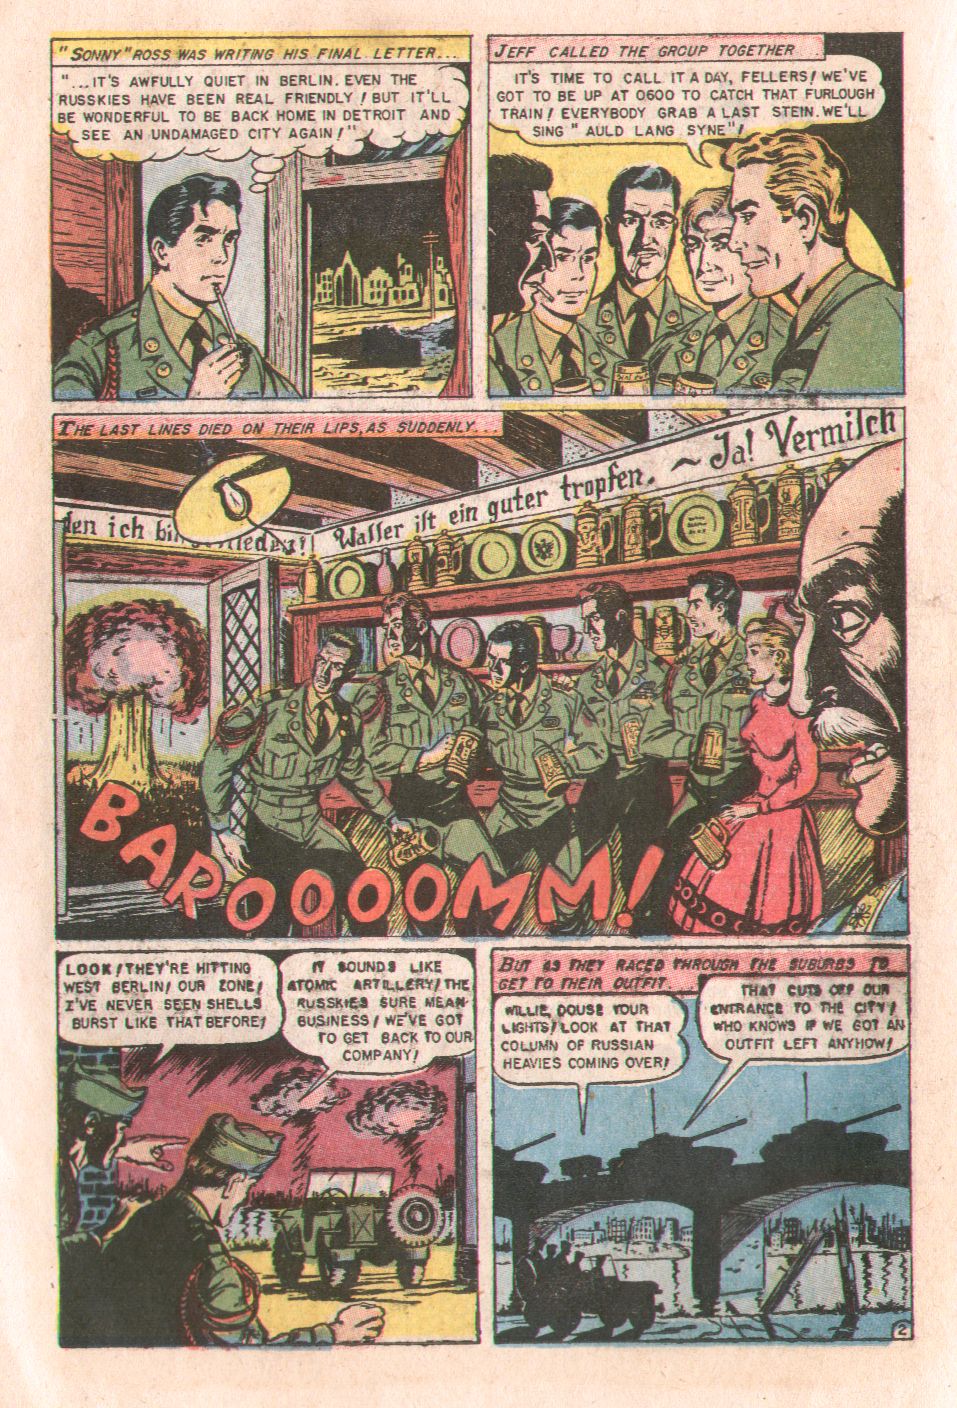 "SONNY" ROSS WAS WRITING HIS FINAL LETTER...
"...IT'S AWFULLY QUIET IN BERLIN. EVEN THE
RUSSKIES HAVE BEEN REAL FRIENDLY! BUT IT'LL
BE WONDERFUL TO BE BACK HOME IN DETROIT AND
SEE AN UNDAMAGED CITY AGAIN!"
JEFF CALLED THE GROUP TOGETHER
IT'S TIME TO CALL IT A DAY, FELLERS! WE'VE
GOT TO BE UP AT 0600 TO CATCH THAT FURLOUGH
TRAIN! EVERYBODY GRAB A LAST STEIN. WE'LL
SING "AULD LANG SYNE"!
THE LAST LINES DIED ON THEIR LIPS, AS SUDDENLY...
den ich bin
Waller ist ein guter tropfen. ~ Ja! Vermilch
BAROOOOMM!
LOOK! THEY'RE HITTING
WEST BERLIN! OUR ZONE!
I'VE NEVER SEEN SHELLS
BURST LIKE THAT BEFORE!
IT SOUNDS LIKE
ATOMIC ARTILLERY! THE
RUSSKIES SURE MEAN
BUSINESS! WE'VE GOT
TO GET BACK TO OUR
COMPANY!
BUT AS THEY RACED THROUGH THE SUBURBS TO
GET TO THEIR OUTFIT.
WILLIE, DOUSE YOUR
LIGHTS! LOOK AT THAT
COLUMN OF RUSSIAN
HEAVIES COMING OVER!
THAT CUTS OFF OUR
ENTRANCE TO THE CITY!
WHO KNOWS IF WE GOT AN
OUTFIT LEFT ANYHOW!
2